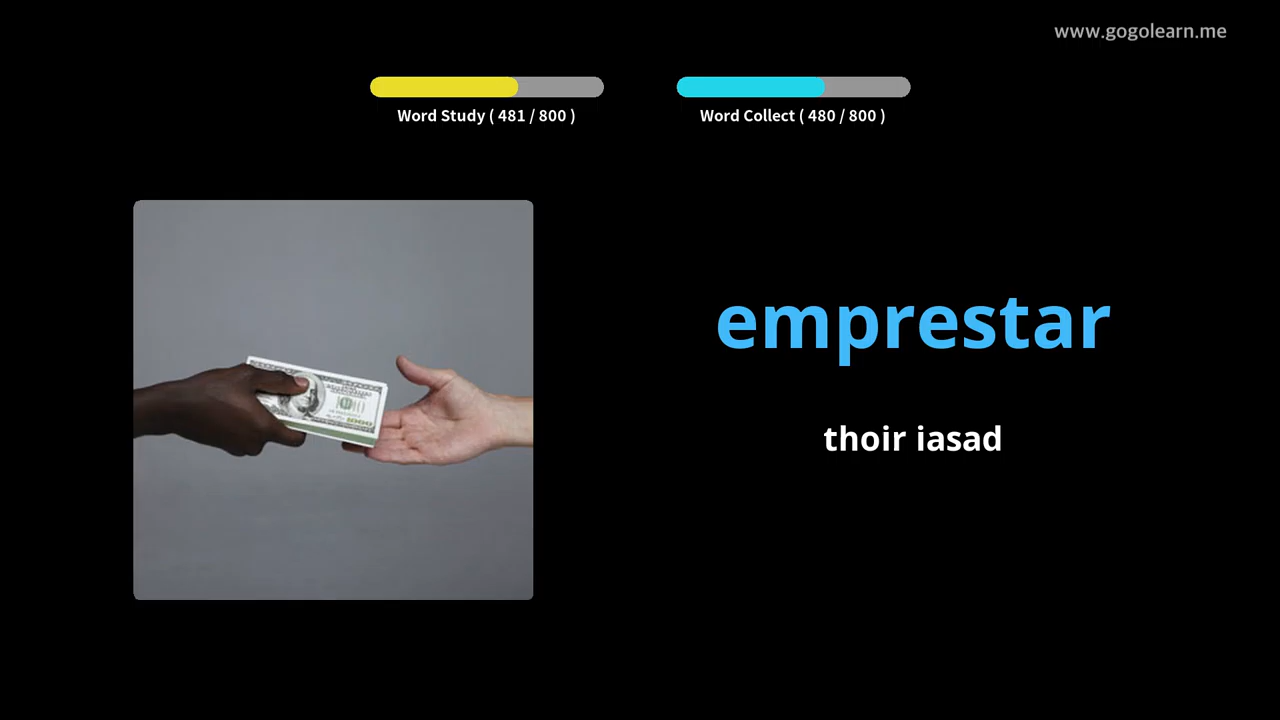 www.gogolearn.me
Word Study ( 481 / 800 )
Word Collect ( 480 / 800 )
emprestar
thoir iasad